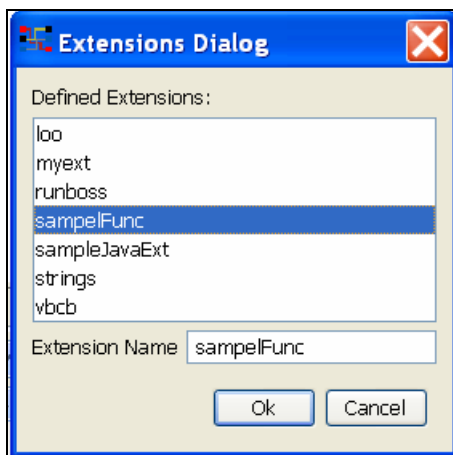 Extensions Dialog
Defined Extensions:
loo
myext
runboss
sampelFunc
sampleJavaExt
strings
vbcb
Extension Name sampelFunc
Ok Cancel